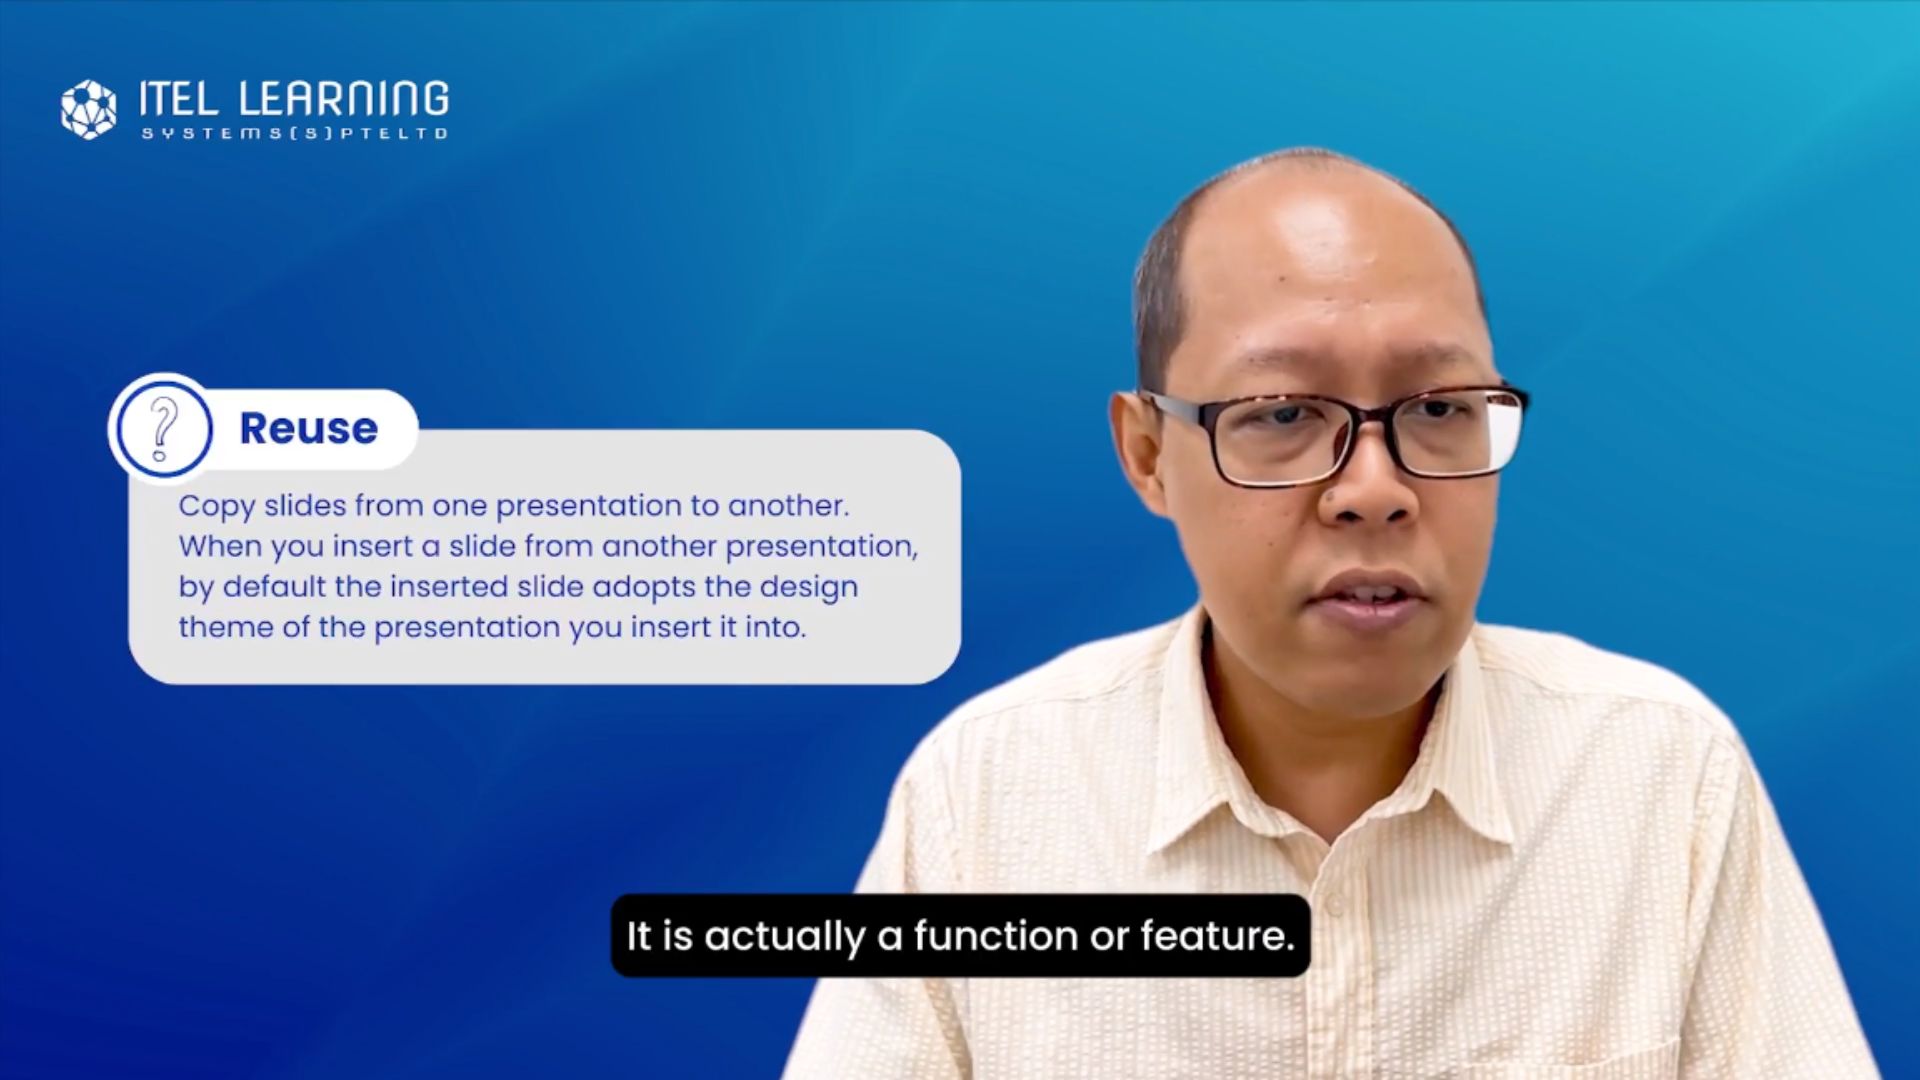 ITEL LEARNING
SYSTEMS(S)PTELTD
Reuse
Copy slides from one presentation to another.
When you insert a slide from another presentation,
by default the inserted slide adopts the design
theme of the presentation you insert it into.
It is actually a function or feature.